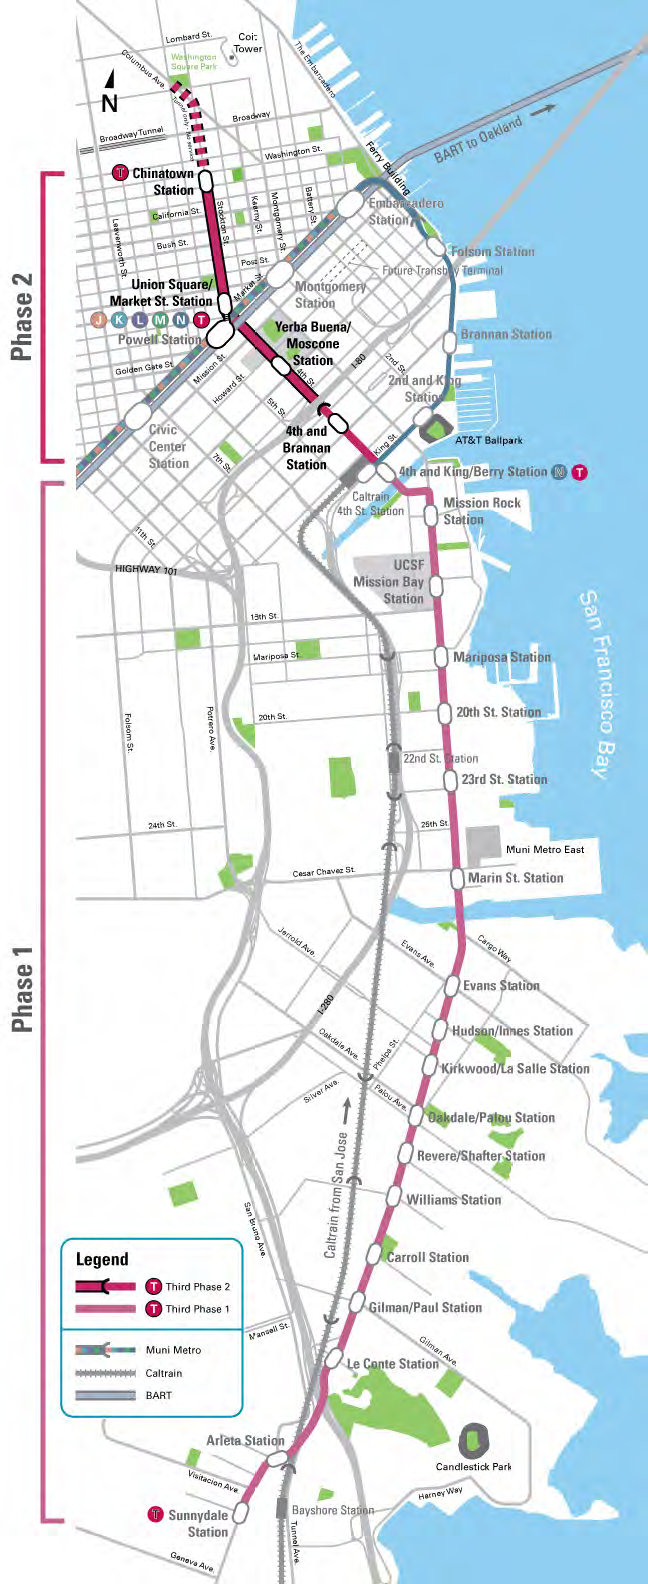 Lombard St.
Coit
Tower
The Embarcadero
Columbus Ave.
Washington
Square Park
N
Tunnel only - No service
Broadway
Broadway Tunnel
Washington St.
Ferry Building
BART to Oakland
T Chinatown
Station
California St.
Stockton St.
Kearny St.
Montgomery St.
Battery St.
Leavenworth St.
Bush St.
Post St.
Market St.
Embarcadero
Station
Folsom Station
Future Transbay Terminal
Montgomery
Station
Phase 2
Union Square/
Market St. Station
J K L M N T
Powell Station
Yerba Buena/
Moscone
Station
Brannan Station
I-80
2nd St.
Golden Gate St.
Mission St.
Howard St.
4th St.
5th St.
2nd and King
Station
Civic
Center
Station
4th and
Brannan
Station
King St.
AT&T Ballpark
7th St.
4th and King/Berry Station N T
Caltrain
4th St. Station
Mission Rock
Station
11th St.
HIGHWAY 101
UCSF
Mission Bay
Station
San Francisco Bay
Mariposa St.
Mariposa Station
Folsom St.
Potrero Ave.
20th St.
20th St. Station
22nd St. Station
23rd St. Station
24th St.
25th St.
Muni Metro East
Cesar Chavez St.
Marin St. Station
Phase 1
Jerrold Ave.
Evans Ave.
Cargo Way
Evans Station
I-280
Oakdale Ave.
Phelps St.
Hudson/Innes Station
Kirkwood/La Salle Station
Silver Ave.
Palou Ave.
Oakdale/Palou Station
Revere/Shafter Station
Caltrain from San Jose
Williams Station
San Bruno Ave.
Carroll Station
Legend
T Third Phase 2
T Third Phase 1
Muni Metro
Caltrain
BART
Gilman/Paul Station
Mansell St.
Gilman Ave.
Le Conte Station
Arleta Station
Candlestick Park
Visitacion Ave.
Harney Way
T Sunnydale
Station
Bayshore Station
Tunnel Ave.
Geneva Ave.